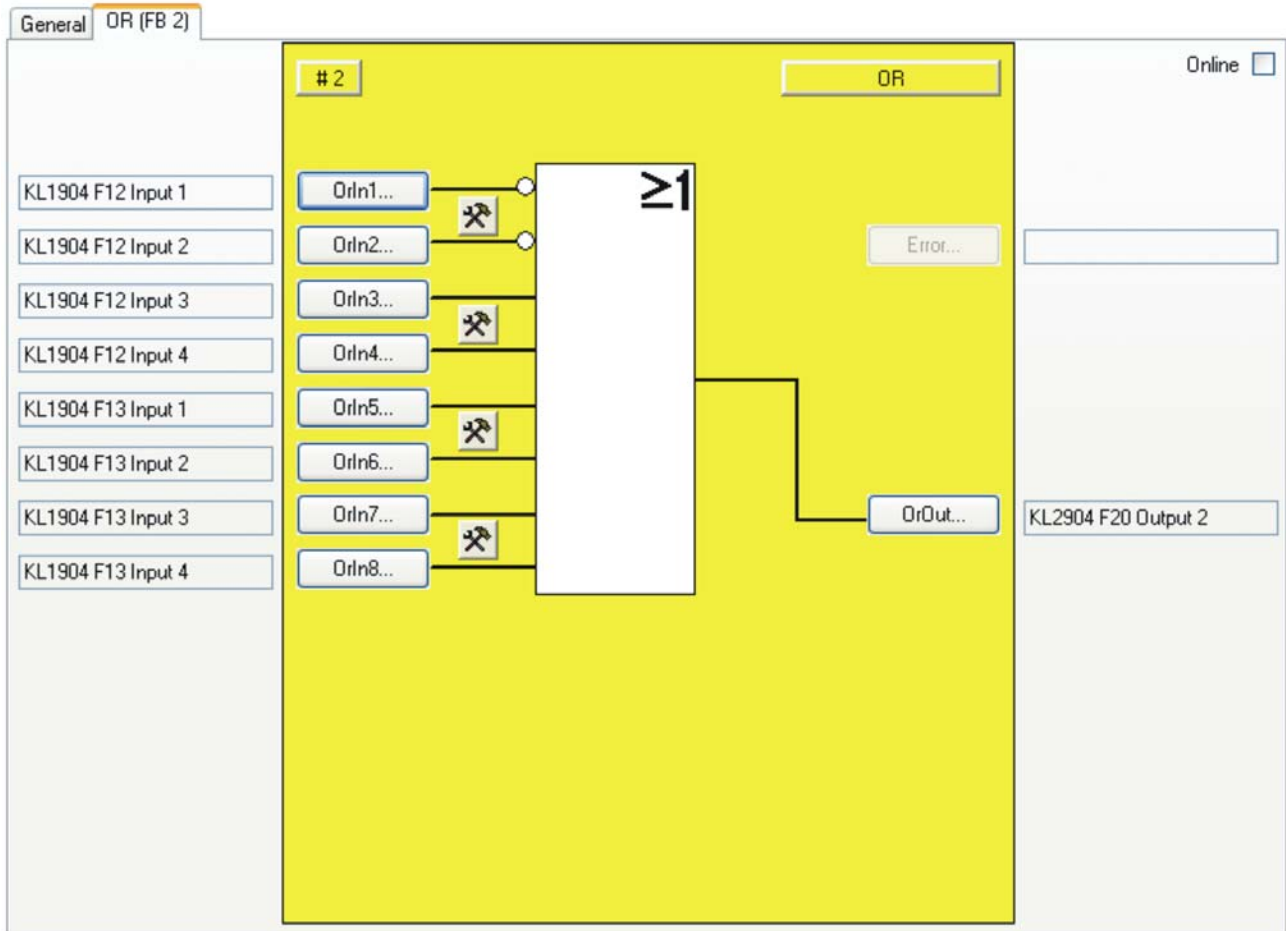 General OR (FB 2)
# 2 OR Online
≥1
KL1904 F12 Input 1 OrIn1...
KL1904 F12 Input 2 OrIn2... Error...
KL1904 F12 Input 3 OrIn3...
KL1904 F12 Input 4 OrIn4...
KL1904 F13 Input 1 OrIn5...
KL1904 F13 Input 2 OrIn6...
KL1904 F13 Input 3 OrIn7... OrOut... KL2904 F20 Output 2
KL1904 F13 Input 4 OrIn8...